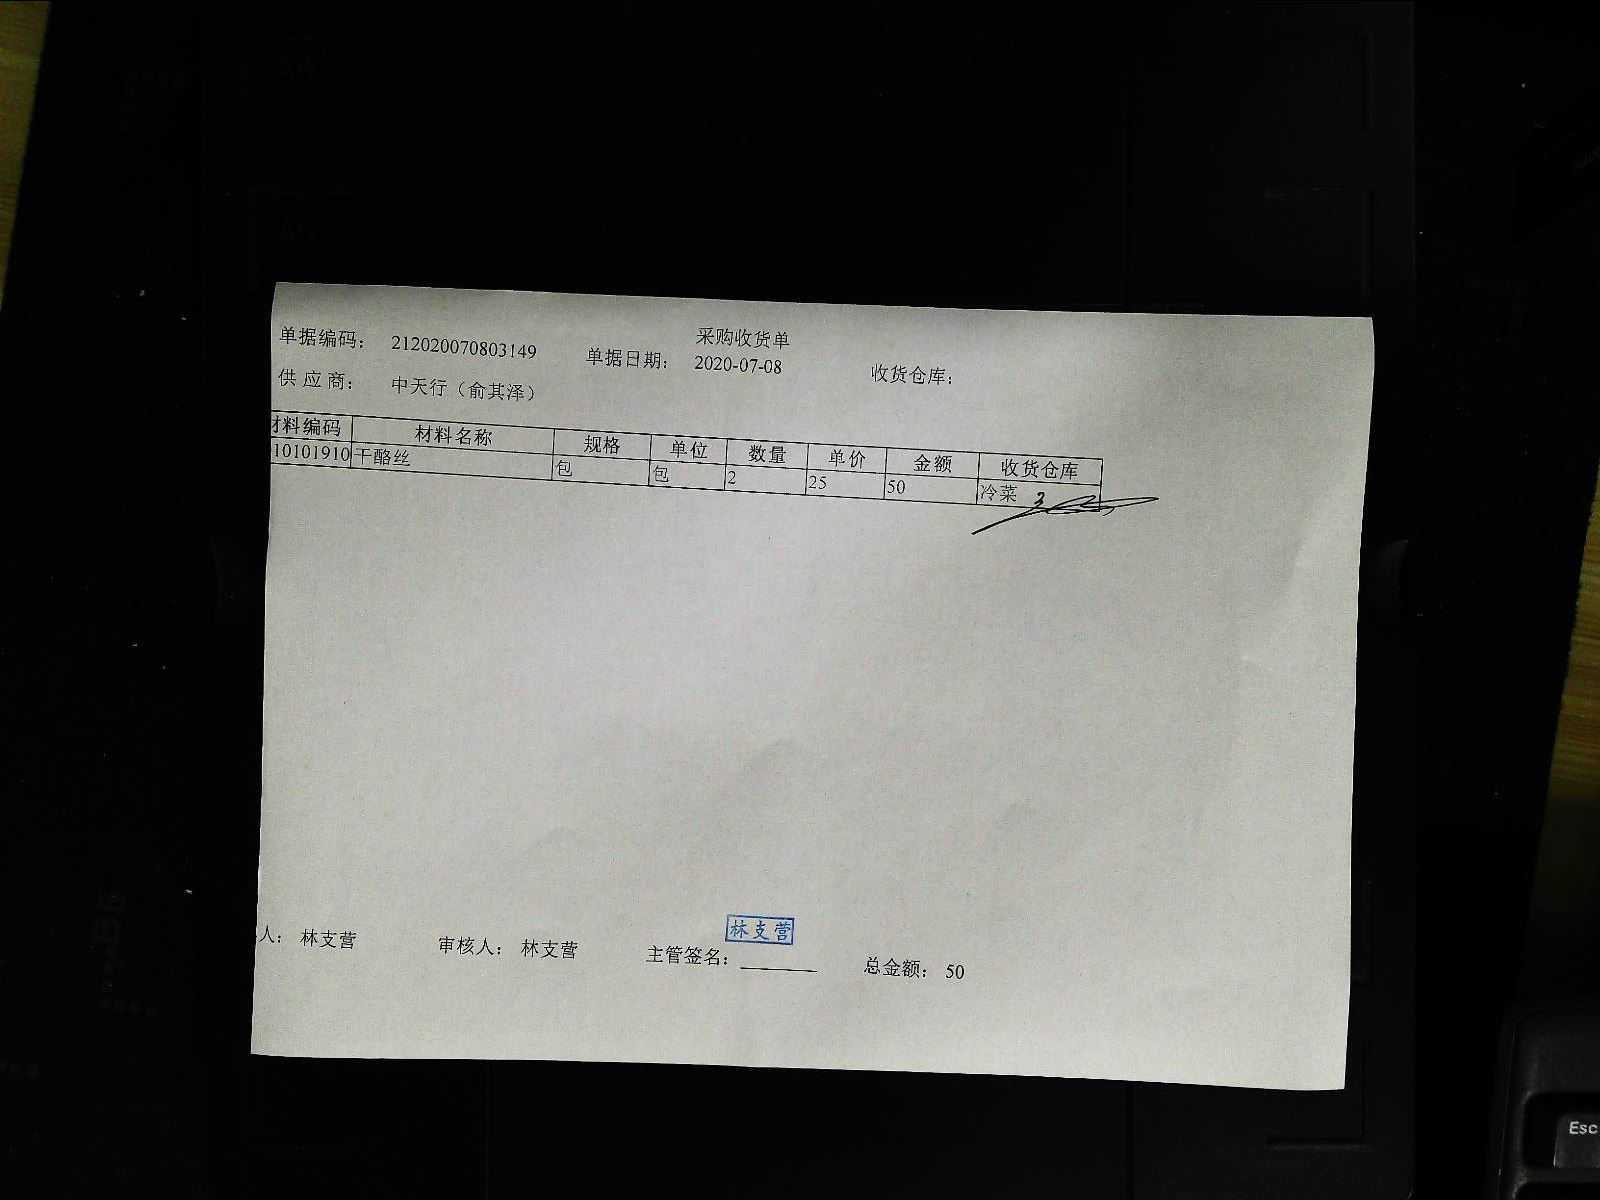 采购收货单
单据编码： 212020070803149 单据日期： 2020-07-08 收货仓库：
供 应 商： 中天行（俞其泽）
材料编码 材料名称 规格 单位 数量 单价 金额 收货仓库
10101910 干酪丝 包 包 2 25 50 冷菜
林支营
人： 林支营 审核人： 林支营 主管签名： 总金额： 50
Esc